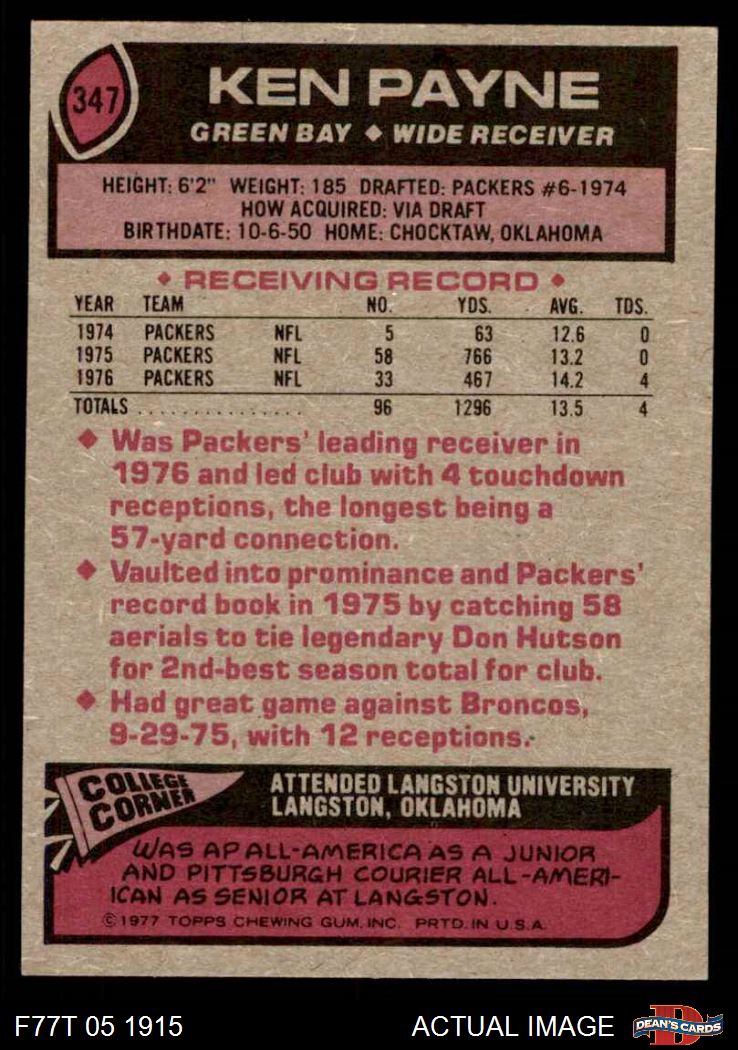 347
KEN PAYNE
GREEN BAY ◆ WIDE RECEIVER
HEIGHT: 6'2" WEIGHT: 185 DRAFTED: PACKERS #6-1974
HOW ACQUIRED: VIA DRAFT
BIRTHDATE: 10-6-50 HOME: CHOCKTAW, OKLAHOMA
◆ RECEIVING RECORD ◆
YEAR TEAM NO. YDS. AVG. TDS.
1974 PACKERS NFL 5 63 12.6 0
1975 PACKERS NFL 58 766 13.2 0
1976 PACKERS NFL 33 467 14.2 4
TOTALS . . . . . . . . . . . . . . . . 96 1296 13.5 4
◆ Was Packers' leading receiver in
1976 and led club with 4 touchdown
receptions, the longest being a
57-yard connection.
◆ Vaulted into prominance and Packers'
record book in 1975 by catching 58
aerials to tie legendary Don Hutson
for 2nd-best season total for club.
◆ Had great game against Broncos,
9-29-75, with 12 receptions.
COLLEGE
CORNER
ATTENDED LANGSTON UNIVERSITY
LANGSTON, OKLAHOMA
WAS AP ALL-AMERICA AS A JUNIOR
AND PITTSBURGH COURIER ALL-AMERI-
ICAN AS SENIOR AT LANGSTON.
© 1977 TOPPS CHEWING GUM, INC. PRTD. IN U.S.A.
F77T 05 1915
ACTUAL IMAGE
D
DEAN'S CARDS